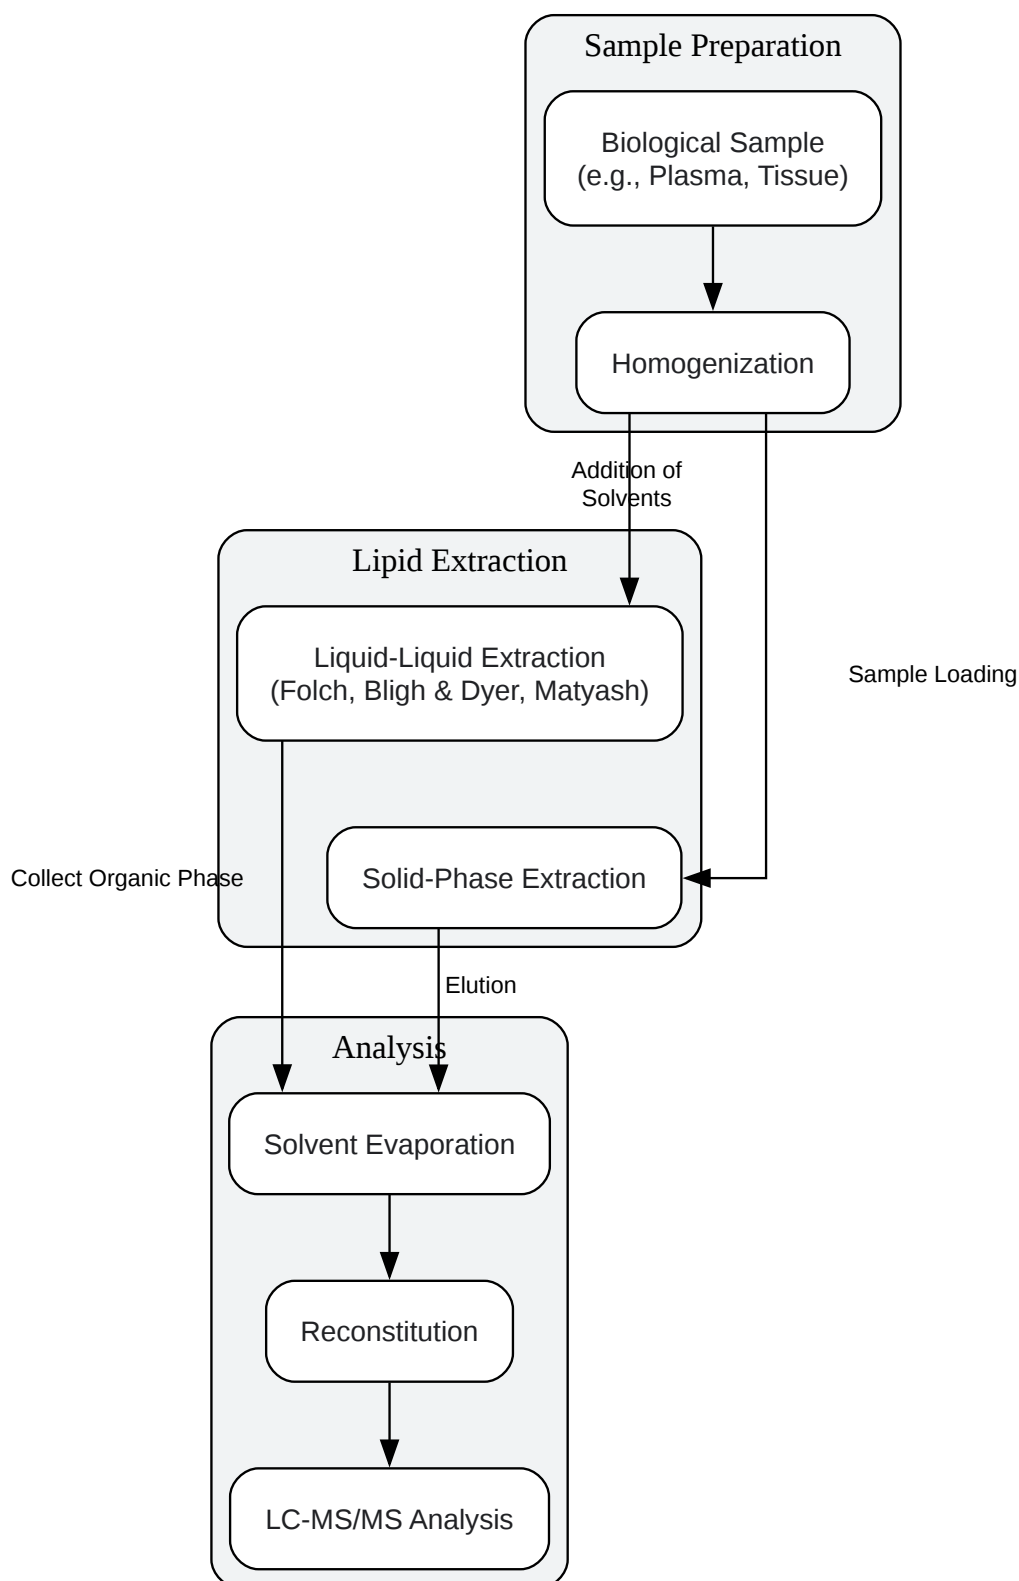 Sample Preparation
Biological Sample
(e.g., Plasma, Tissue)
Homogenization
Addition of
Solvents
Lipid Extraction
Liquid-Liquid Extraction
(Folch, Bligh & Dyer, Matyash)
Sample Loading
Collect Organic Phase
Solid-Phase Extraction
Elution
Analysis
Solvent Evaporation
Reconstitution
LC-MS/MS Analysis